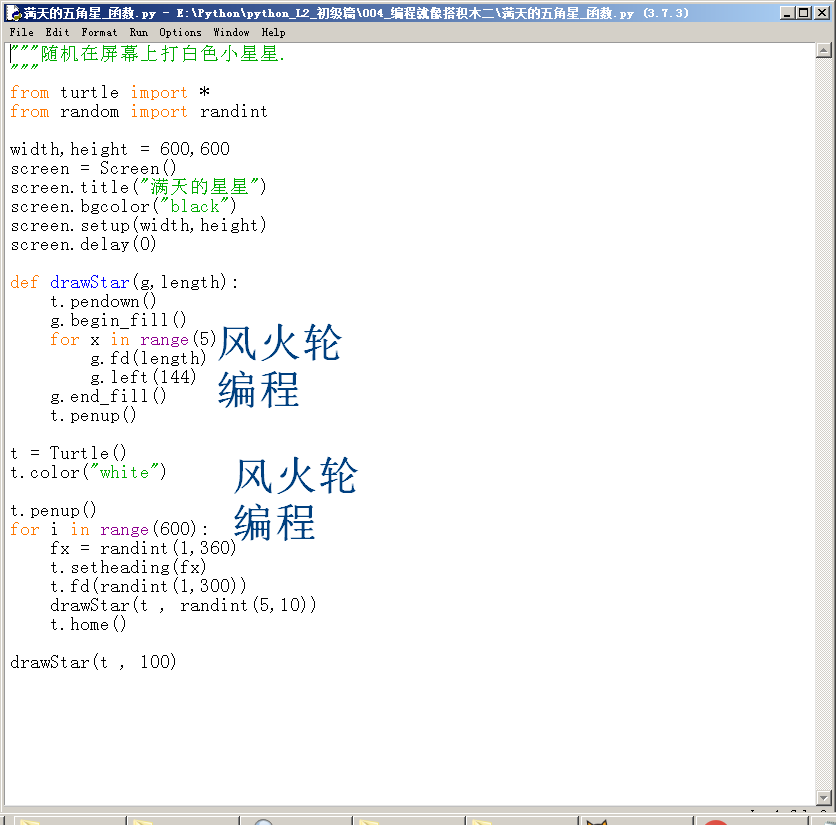 满天的五角星_函数.py - E:\Python\python_L2_初级篇\004_编程就像搭积木二\满天的五角星_函数.py (3.7.3)
File Edit Format Run Options Window Help
"""随机在屏幕上打白色小星星.
"""
from turtle import *
from random import randint
width,height = 600,600
screen = Screen()
screen.title("满天的星星")
screen.bgcolor("black")
screen.setup(width,height)
screen.delay(0)
def drawStar(g,length):
    t.pendown()
    g.begin_fill()
    for x in range(5)
        g.fd(length)
        g.left(144)
    g.end_fill()
    t.penup()
风火轮
编程
t = Turtle()
t.color("white")
t.penup()
for i in range(600):
    fx = randint(1,360)
    t.setheading(fx)
    t.fd(randint(1,300))
    drawStar(t , randint(5,10))
    t.home()
风火轮
编程
drawStar(t , 100)